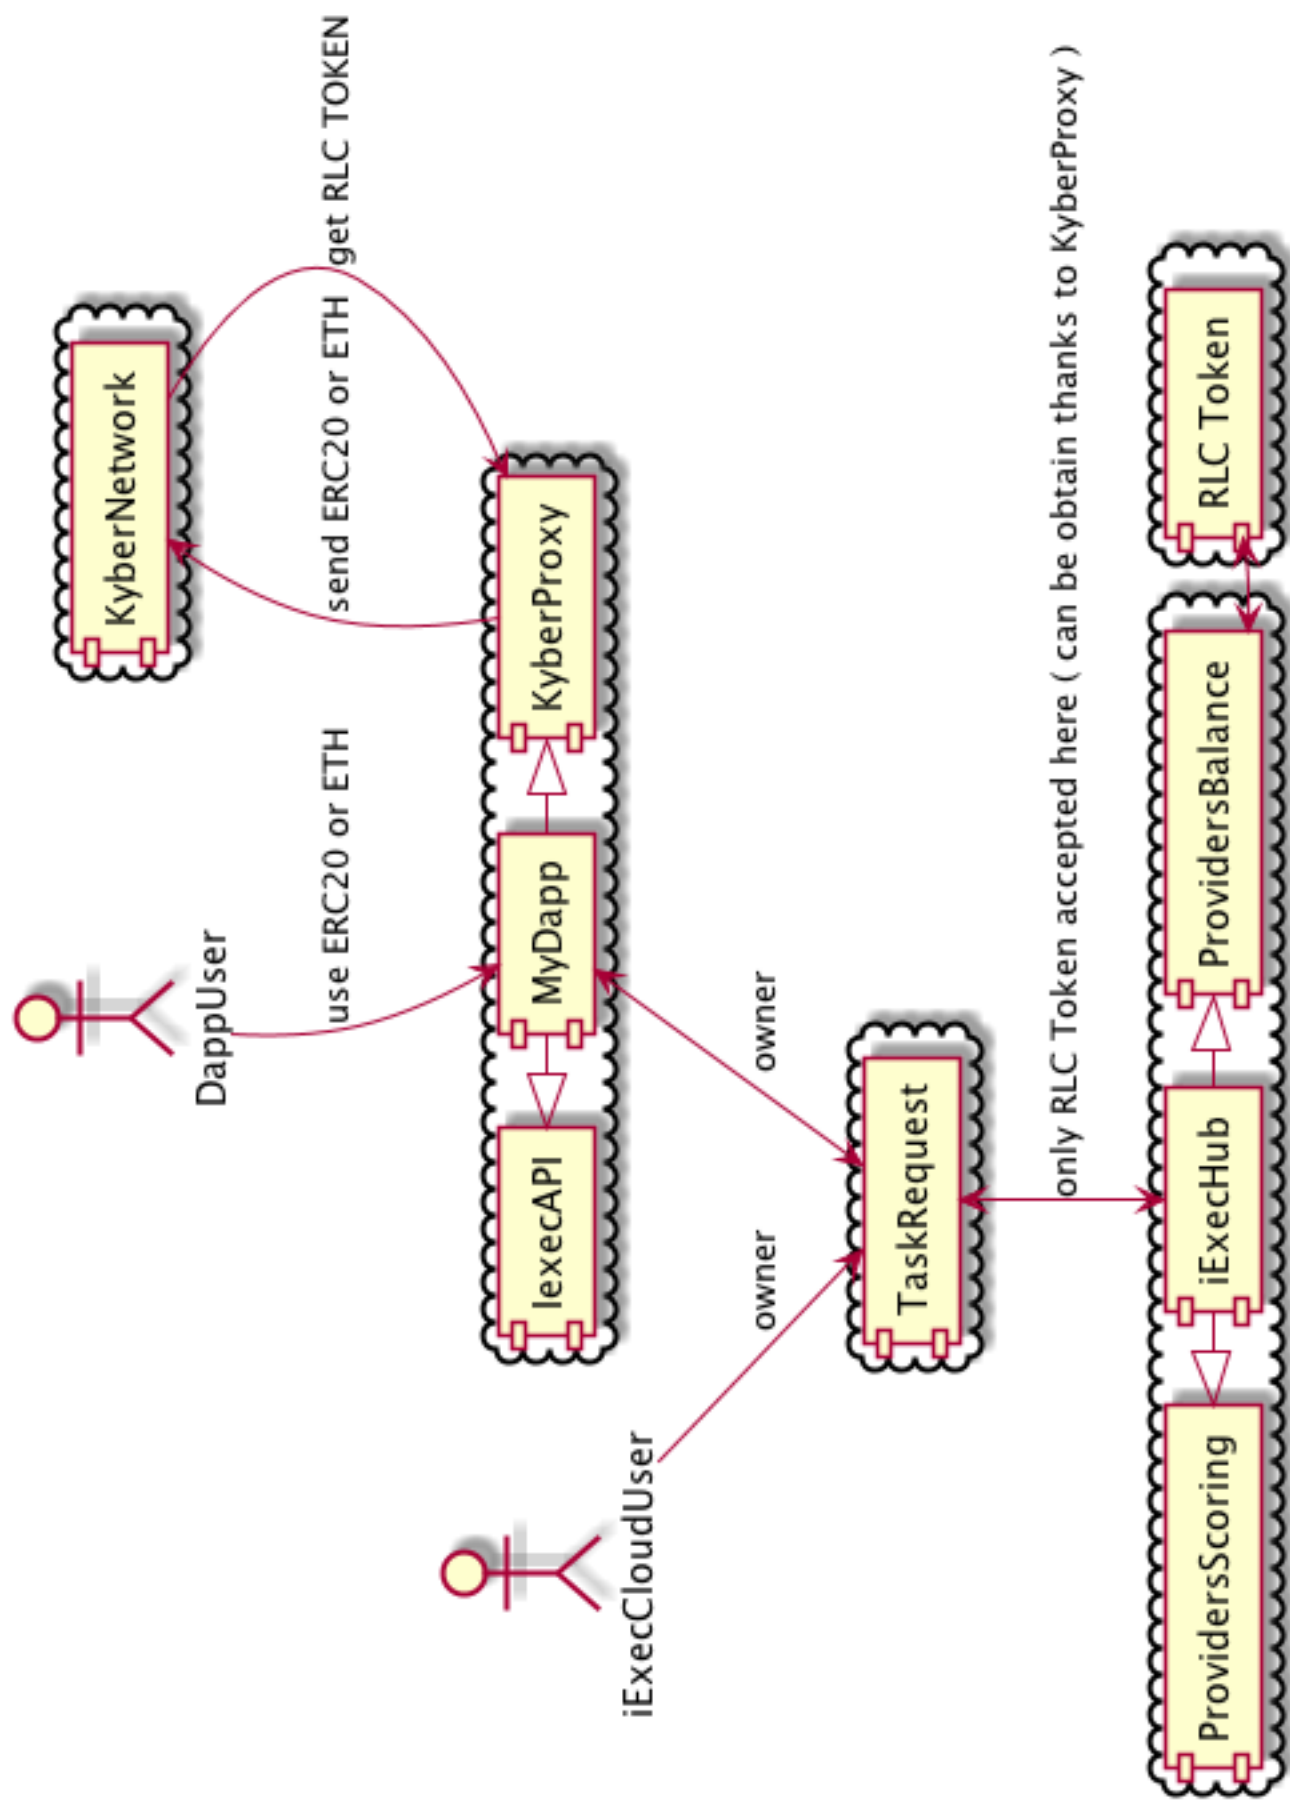 DappUser
KyberNetwork
use ERC20 or ETH
send ERC20 or ETH
get RLC TOKEN
iExecCloudUser
IexecAPI
MyDapp
KyberProxy
owner
owner
TaskRequest
only RLC Token accepted here ( can be obtain thanks to KyberProxy )
ProvidersScoring
iExecHub
ProvidersBalance
RLC Token